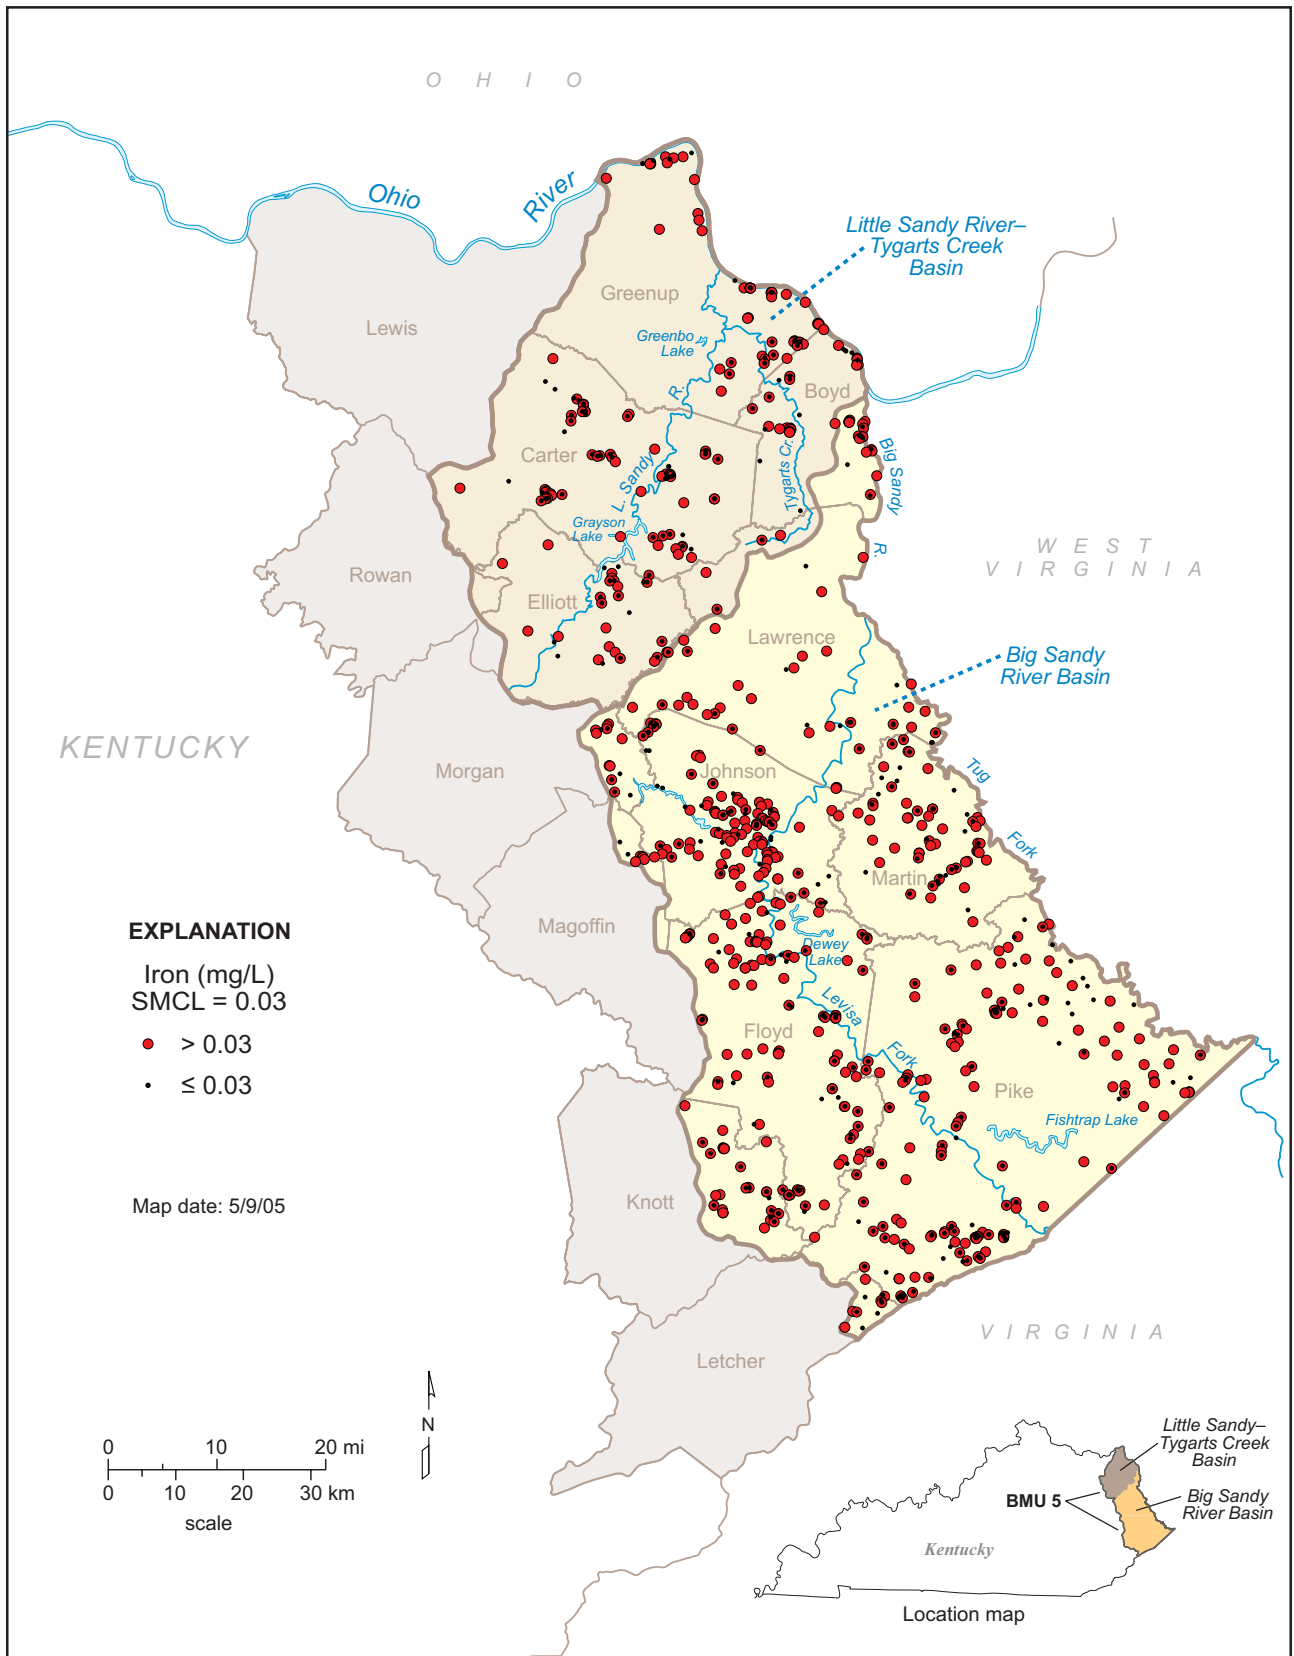 OHIO
Ohio
River
Little Sandy River–
Tygarts Creek
Basin
Greenup
Lewis
Greenbo
Lake
R.
Boyd
Carter
L. Sandy
Tygarts Cr.
Big Sandy
R.
Grayson
Lake
WEST
VIRGINIA
Rowan
Elliott
Lawrence
Big Sandy
River Basin
KENTUCKY
Morgan
Johnson
Tug
Fork
Martin
Magoffin
EXPLANATION
Iron (mg/L)
SMCL = 0.03
> 0.03
≤ 0.03
Dewey
Lake
Levisa
Fork
Floyd
Pike
Fishtrap Lake
Map date: 5/9/05
Knott
VIRGINIA
Letcher
N
0 10 20 mi
0 10 20 30 km
scale
Little Sandy–
Tygarts Creek
Basin
BMU 5
Big Sandy
River Basin
Kentucky
Location map